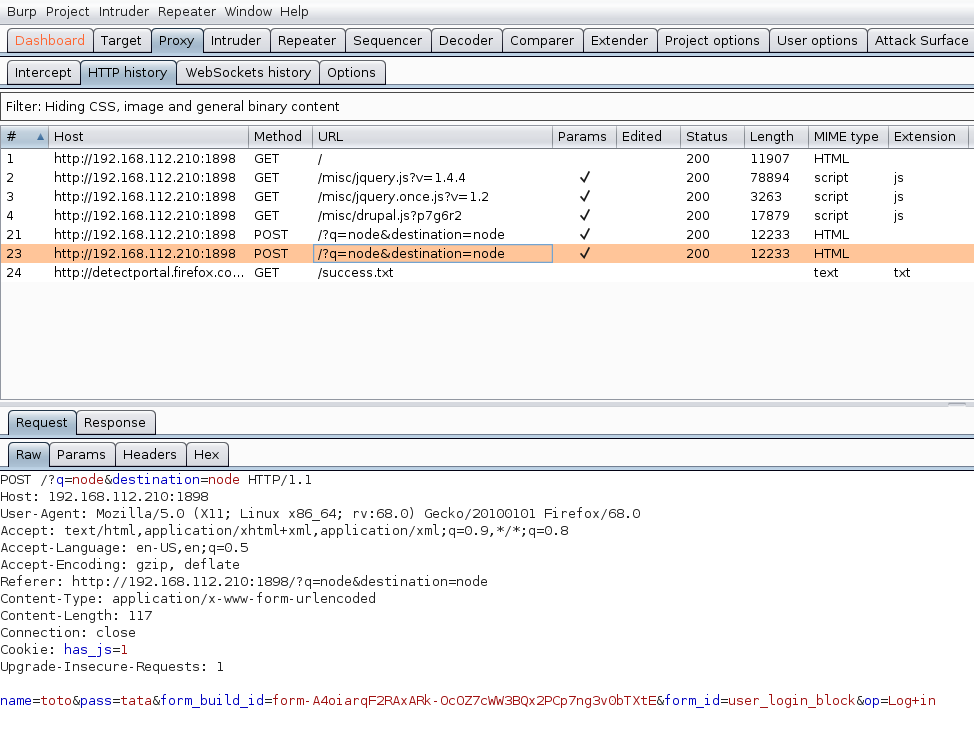 Burp Project Intruder Repeater Window Help
Dashboard Target Proxy Intruder Repeater Sequencer Decoder Comparer Extender Project options User options Attack Surface
Intercept HTTP history WebSockets history Options
Filter: Hiding CSS, image and general binary content
# Host Method URL Params Edited Status Length MIME type Extension
1 http://192.168.112.210:1898 GET / 200 11907 HTML
2 http://192.168.112.210:1898 GET /misc/jquery.js?v=1.4.4 ✓ 200 78894 script js
3 http://192.168.112.210:1898 GET /misc/jquery.once.js?v=1.2 ✓ 200 3263 script js
4 http://192.168.112.210:1898 GET /misc/drupal.js?p7g6r2 ✓ 200 17879 script js
21 http://192.168.112.210:1898 POST /?q=node&destination=node ✓ 200 12233 HTML
23 http://192.168.112.210:1898 POST /?q=node&destination=node ✓ 200 12233 HTML
24 http://detectportal.firefox.co... GET /success.txt text txt
Request Response
Raw Params Headers Hex
POST /?q=node&destination=node HTTP/1.1
Host: 192.168.112.210:1898
User-Agent: Mozilla/5.0 (X11; Linux x86_64; rv:68.0) Gecko/20100101 Firefox/68.0
Accept: text/html,application/xhtml+xml,application/xml;q=0.9,*/*;q=0.8
Accept-Language: en-US,en;q=0.5
Accept-Encoding: gzip, deflate
Referer: http://192.168.112.210:1898/?q=node&destination=node
Content-Type: application/x-www-form-urlencoded
Content-Length: 117
Connection: close
Cookie: has_js=1
Upgrade-Insecure-Requests: 1
name=toto&pass=tata&form_build_id=form-A4oiarqF2RAxARk-OcOZ7cWW3BQx2PCp7ng3v0bTXtE&form_id=user_login_block&op=Log+in